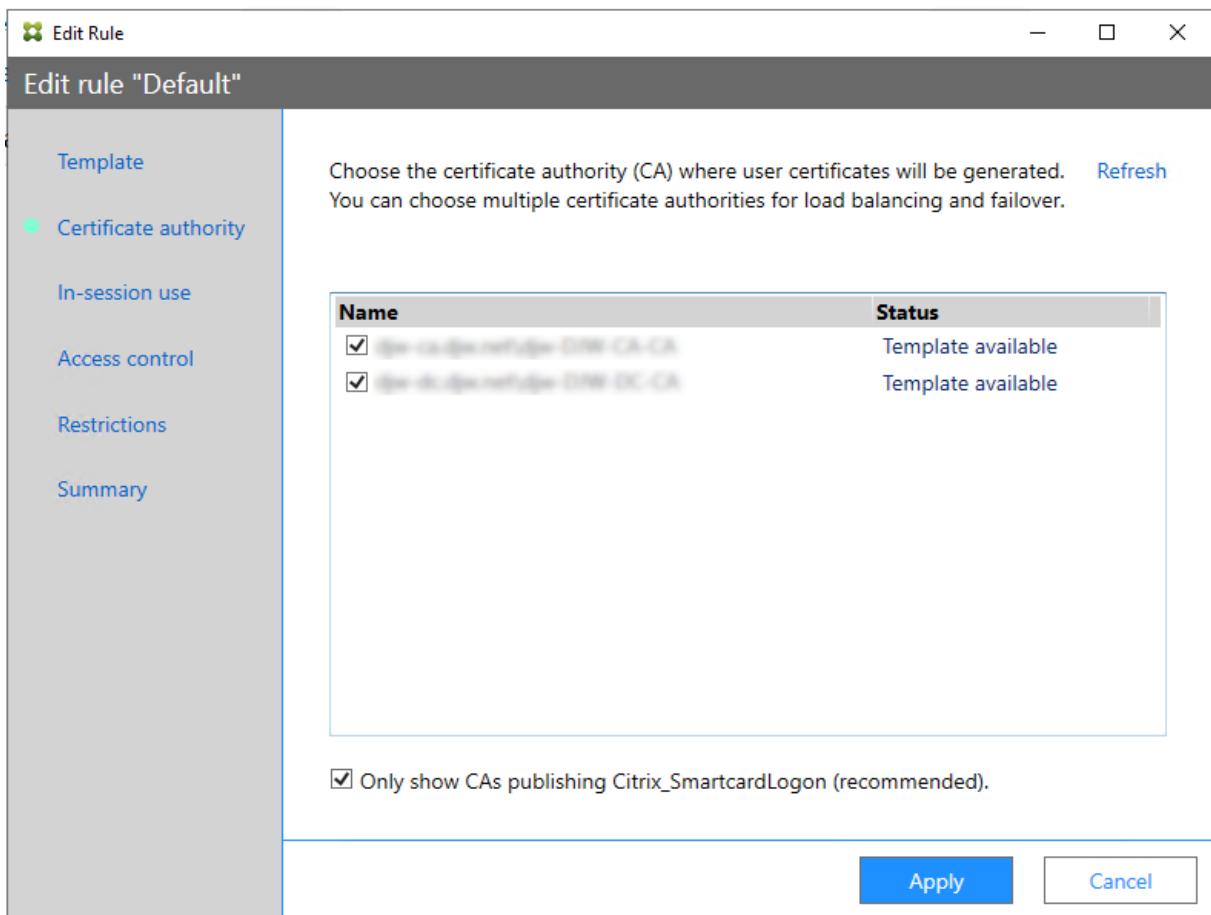 Edit Rule
Edit rule "Default"
Template
Certificate authority
In-session use
Access control
Restrictions
Summary
Choose the certificate authority (CA) where user certificates will be generated.
You can choose multiple certificate authorities for load balancing and failover.
Refresh
Name Status
Template available
Template available
Only show CAs publishing Citrix_SmartcardLogon (recommended).
Apply Cancel